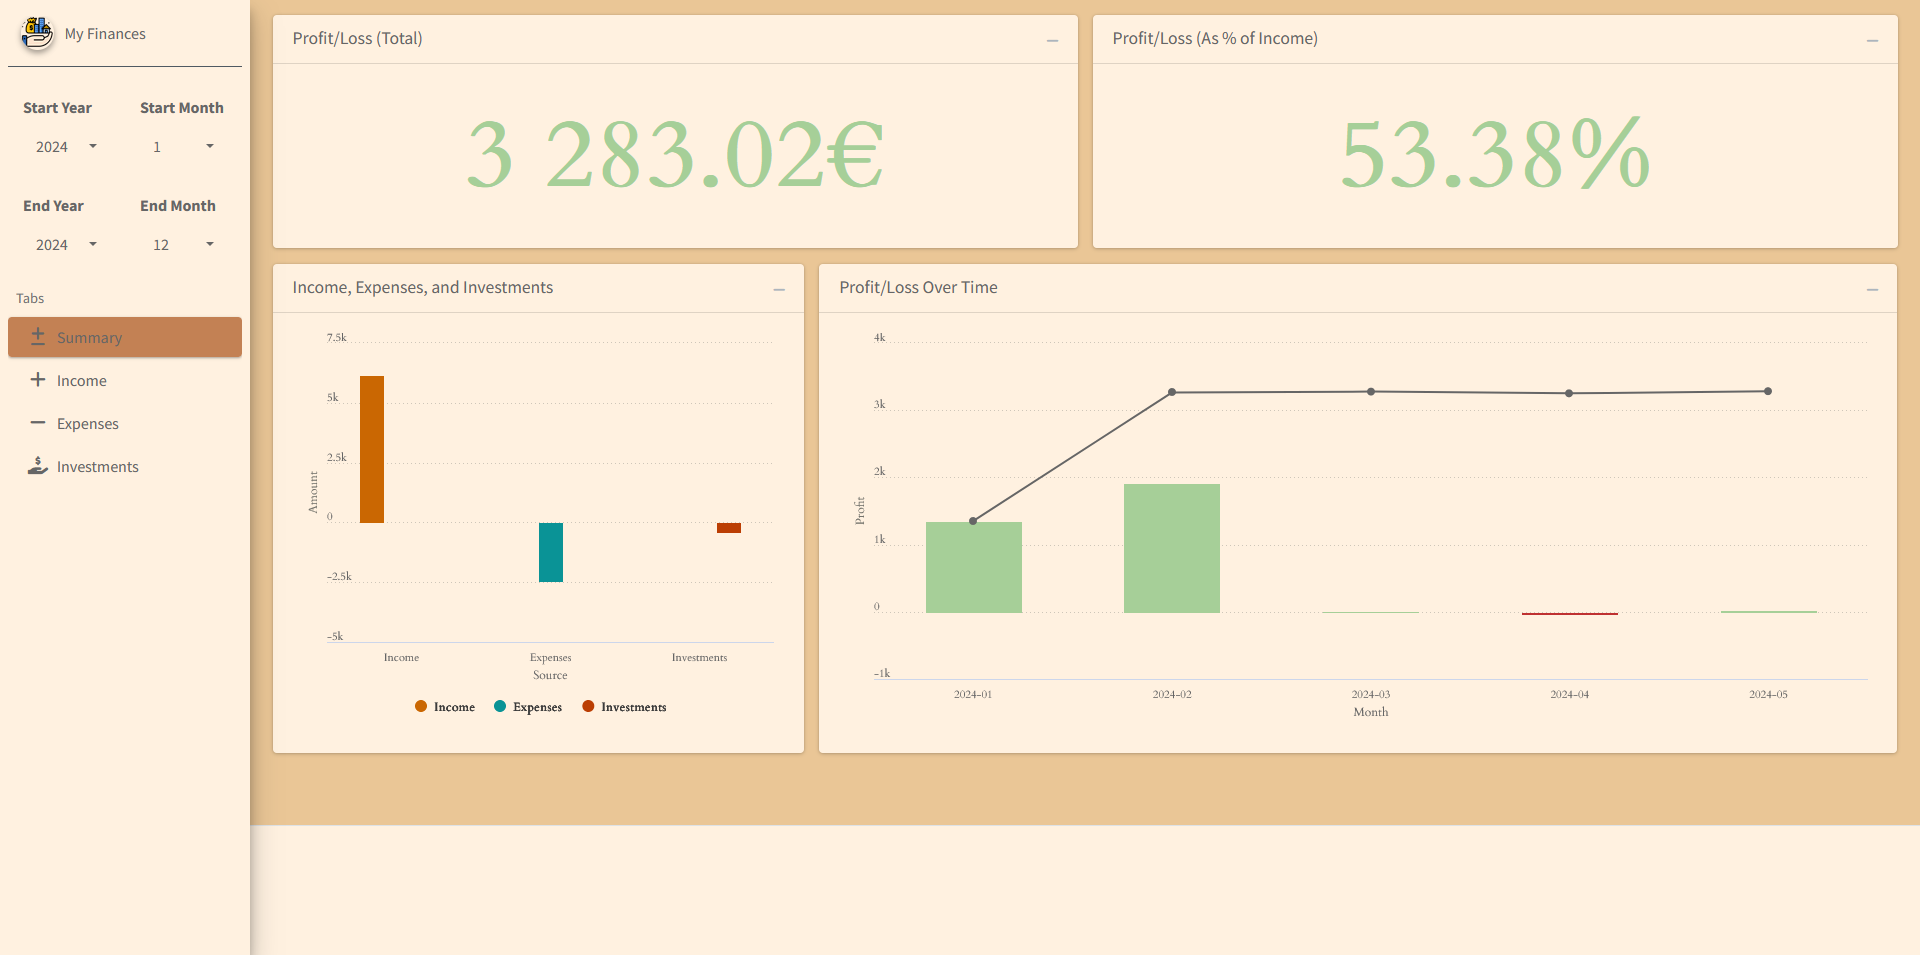 My Finances
Start Year
Start Month
2024
1
End Year
End Month
2024
12
Tabs
Summary
Income
Expenses
Investments
Profit/Loss (Total)
3 283.02€
Profit/Loss (As % of Income)
53.38%
Income, Expenses, and Investments
7.5k
5k
2.5k
0
-2.5k
-5k
Amount
Income
Expenses
Investments
Source
Income
Expenses
Investments
Profit/Loss Over Time
4k
3k
2k
1k
0
-1k
Profit
2024-01
2024-02
2024-03
2024-04
2024-05
Month